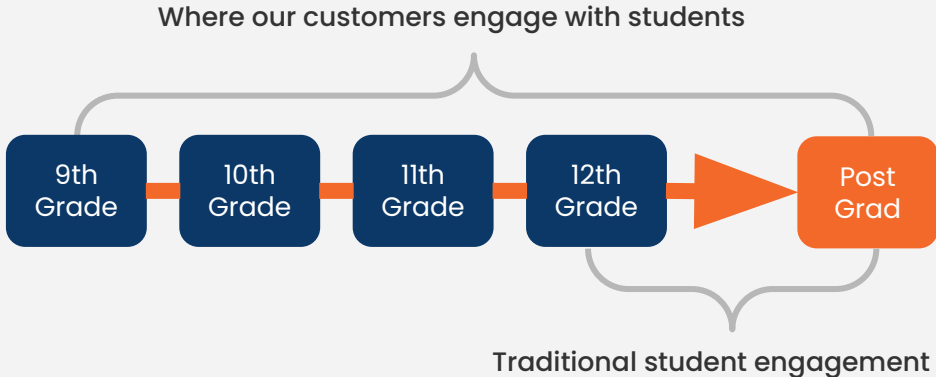 Where our customers engage with students
9th
Grade
10th
Grade
11th
Grade
12th
Grade
Post
Grad
Traditional student engagement